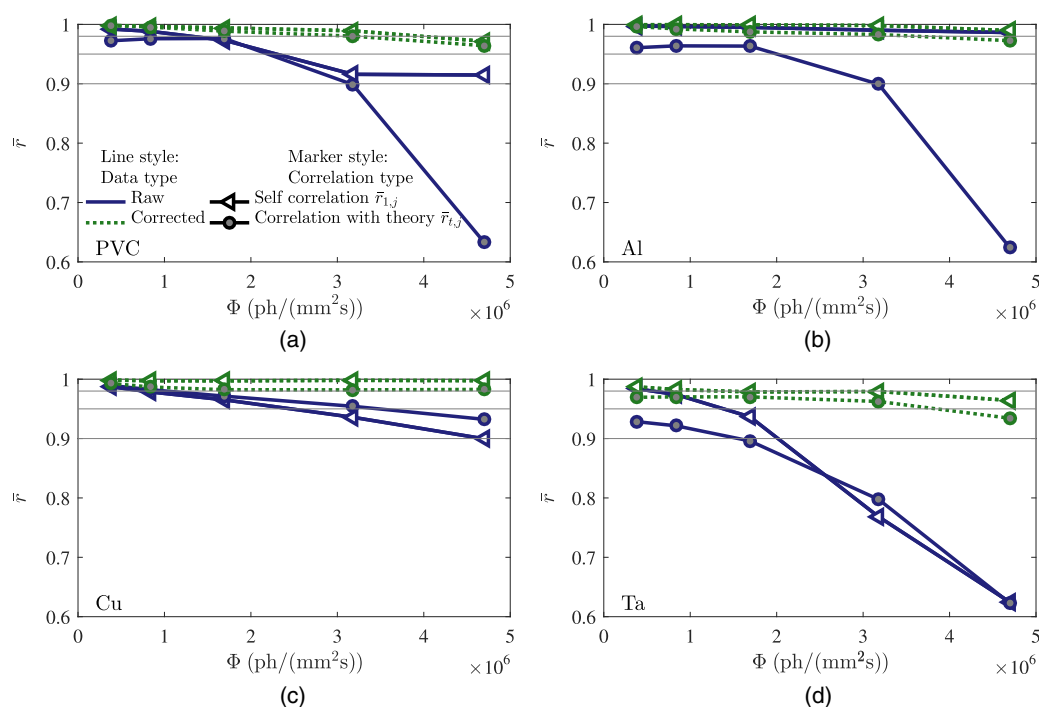 1
0.9
0.8
0.7
0.6
r̄
Line style:
Data type
Marker style:
Correlation type
Raw
Self correlation r̄₁,ⱼ
Corrected
Correlation with theory r̄ₜ,ⱼ
PVC
0 1 2 3 4 5
Φ (ph/(mm²s))
×10⁶
(a)
1
0.9
0.8
0.7
0.6
r̄
Al
0 1 2 3 4 5
Φ (ph/(mm²s))
×10⁶
(b)
1
0.9
0.8
0.7
0.6
r̄
Cu
0 1 2 3 4 5
Φ (ph/(mm²s))
×10⁶
(c)
1
0.9
0.8
0.7
0.6
r̄
Ta
0 1 2 3 4 5
Φ (ph/(mm²s))
×10⁶
(d)